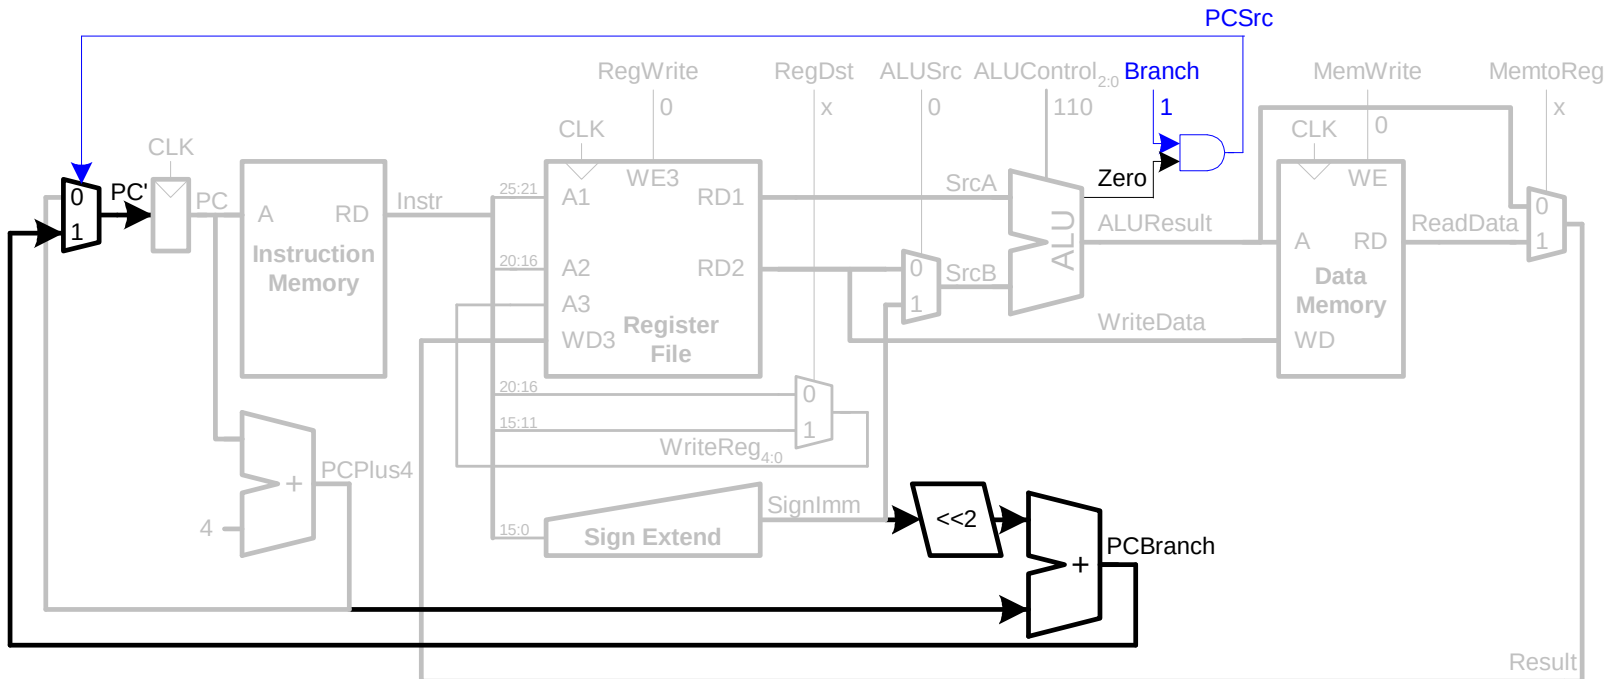 PCSrc
RegWrite
RegDst
ALUSrc
ALUControl2:0
Branch
MemWrite
MemtoReg
0
x
0
110
1
0
x
CLK
CLK
CLK
Zero
0
1
PC'
PC
A
RD
Instruction
Memory
Instr
25:21
20:16
A1
A2
A3
WD3
WE3
RD1
RD2
Register
File
SrcA
0
1
SrcB
ALU
ALUResult
WriteData
WE
A
RD
Data
Memory
WD
ReadData
0
1
20:16
15:11
0
1
WriteReg4:0
4
+
PCPlus4
15:0
Sign Extend
SignImm
<<2
+
PCBranch
Result